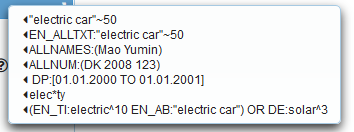 "electric car"~50
EN_ALLTXT:"electric car"~50
ALLNAMES:(Mao Yumin)
ALLNUM:(DK 2008 123)
DP:[01.01.2000 TO 01.01.2001]
elec*ty
(EN_TI:electric^10 EN_AB:"electric car") OR DE:solar^3